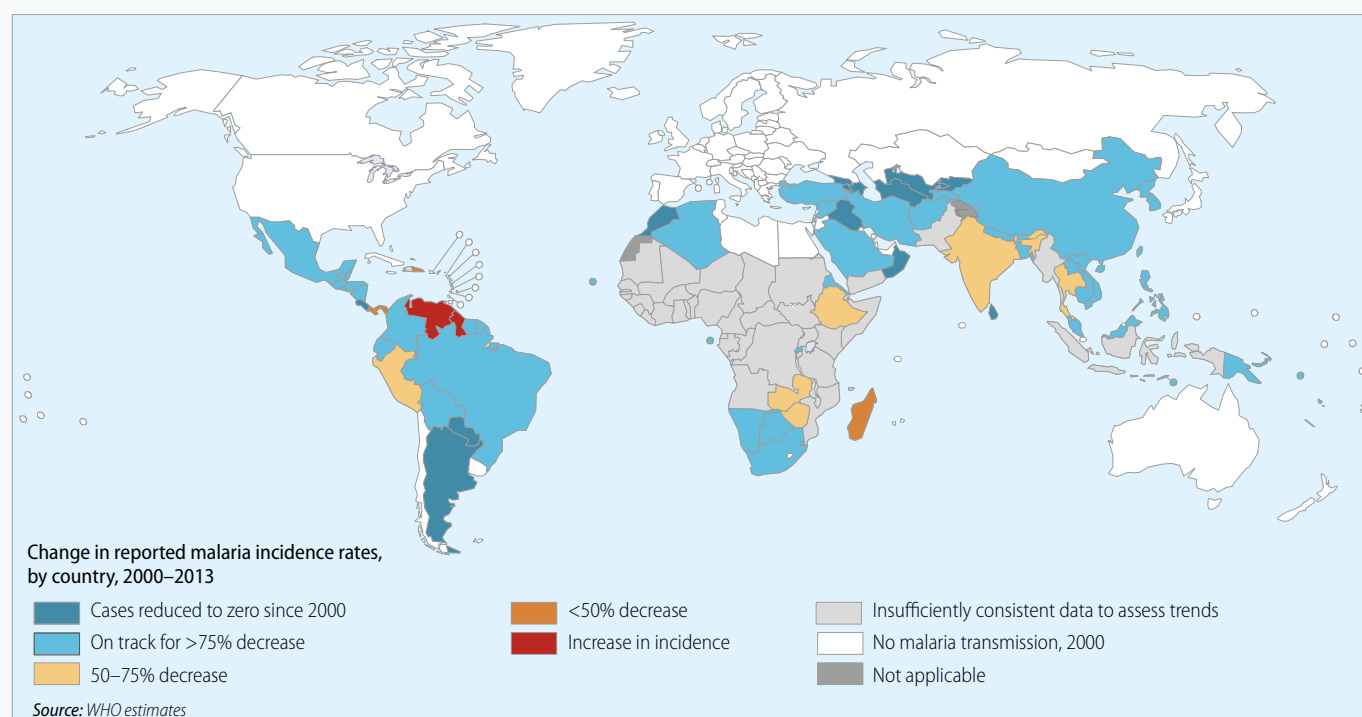 Change in reported malaria incidence rates,
by country, 2000–2013
Cases reduced to zero since 2000
On track for >75% decrease
50–75% decrease
<50% decrease
Increase in incidence
Insufficiently consistent data to assess trends
No malaria transmission, 2000
Not applicable
Source: WHO estimates